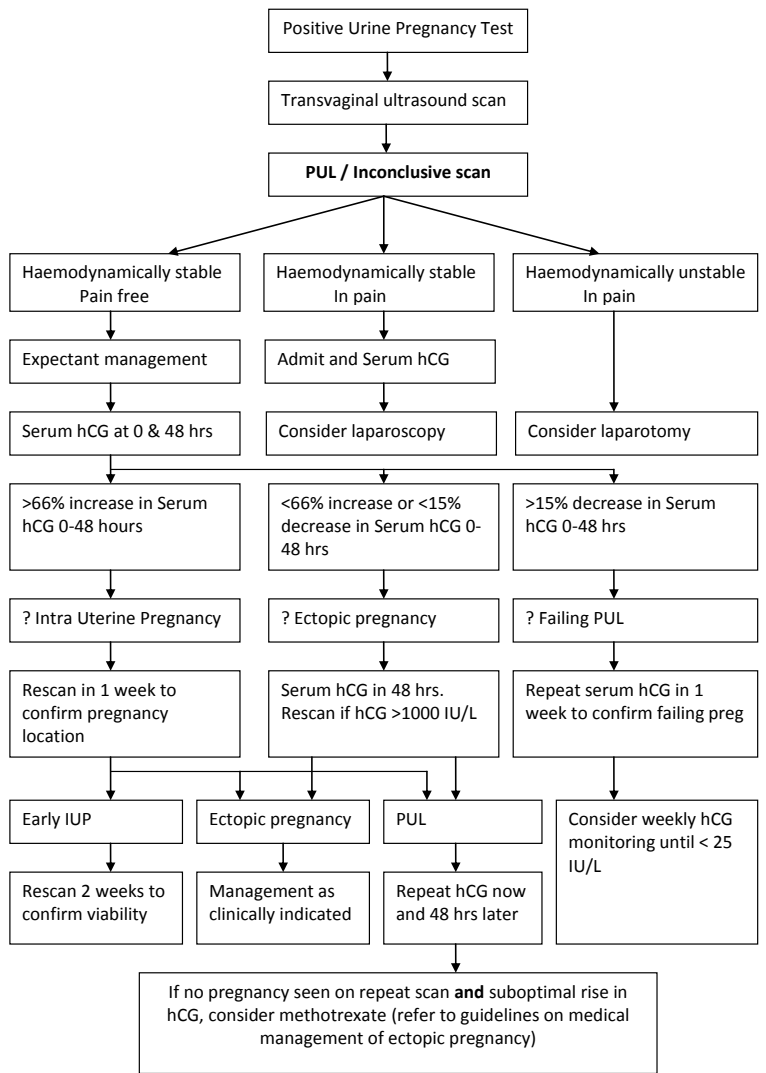 Positive Urine Pregnancy Test
Transvaginal ultrasound scan
PUL / Inconclusive scan
Haemodynamically stable
Pain free
Haemodynamically stable
In pain
Haemodynamically unstable
In pain
Expectant management
Admit and Serum hCG
Serum hCG at 0 & 48 hrs
Consider laparoscopy
Consider laparotomy
>66% increase in Serum
hCG 0-48 hours
<66% increase or <15%
decrease in Serum hCG 0-
48 hrs
>15% decrease in Serum
hCG 0-48 hrs
? Intra Uterine Pregnancy
? Ectopic pregnancy
? Failing PUL
Rescan in 1 week to
confirm pregnancy
location
Serum hCG in 48 hrs.
Rescan if hCG >1000 IU/L
Repeat serum hCG in 1
week to confirm failing preg
Early IUP
Ectopic pregnancy
PUL
Consider weekly hCG
monitoring until < 25
IU/L
Rescan 2 weeks to
confirm viability
Management as
clinically indicated
Repeat hCG now
and 48 hrs later
If no pregnancy seen on repeat scan and suboptimal rise in
hCG, consider methotrexate (refer to guidelines on medical
management of ectopic pregnancy)